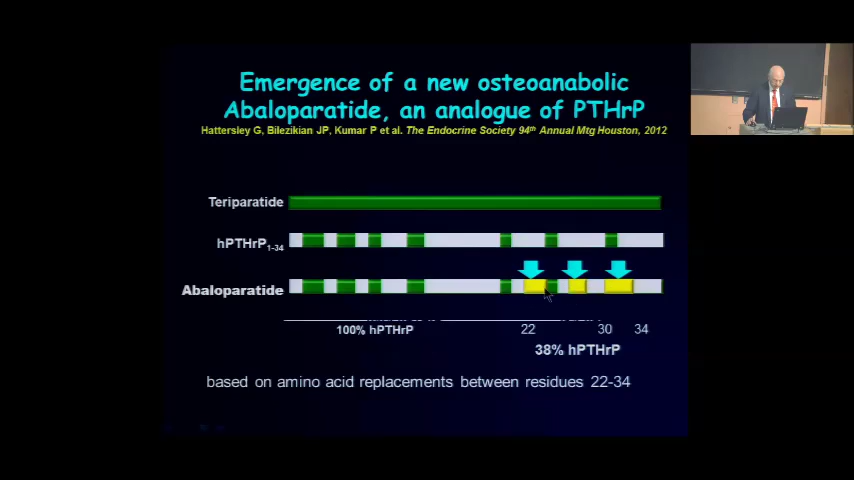 Emergence of a new osteoanabolic
Abaloparatide, an analogue of PTHrP
Hattersley G, Bilezikian JP, Kumar P et al. The Endocrine Society 94th Annual Mtg Houston, 2012
Teriparatide
hPTHrP1-34
Abaloparatide
100% hPTHrP
22 30 34
38% hPTHrP
based on amino acid replacements between residues 22-34